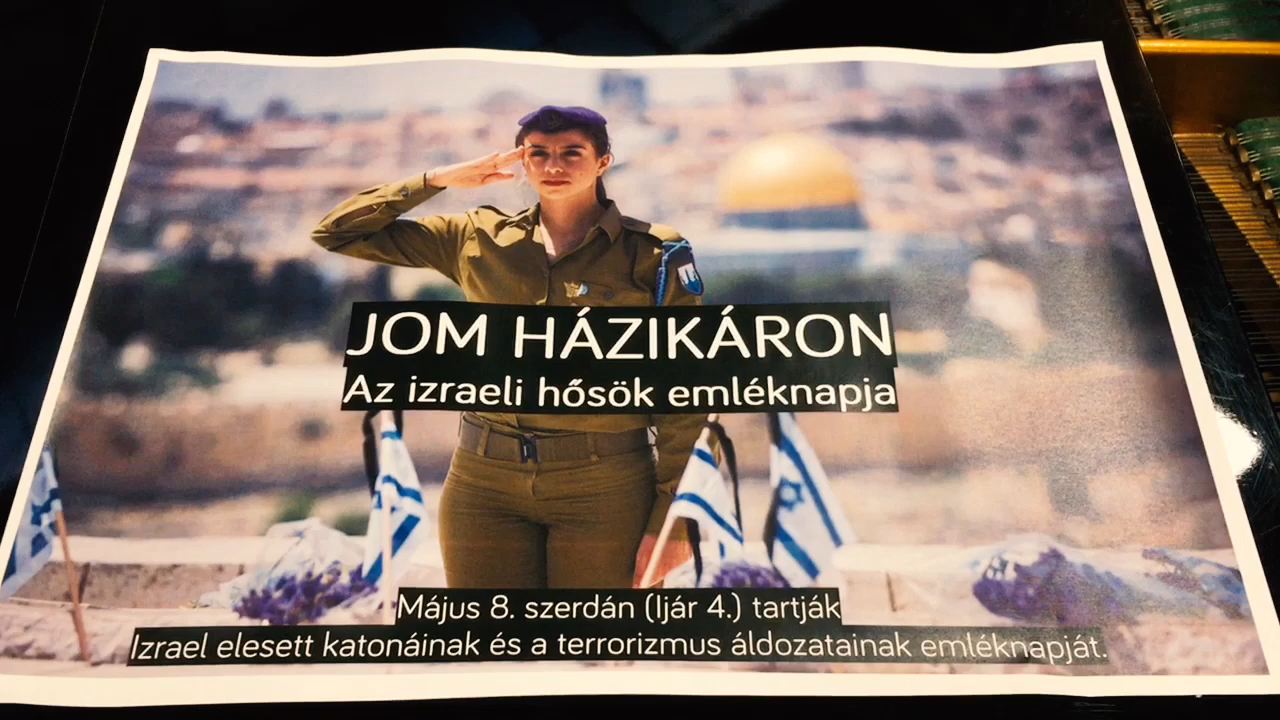 JOM HÁZIKÁRON
Az izraeli hősök emléknapja
Május 8. szerdán (Ijár 4.) tartják
Izrael elesett katonáinak és a terrorizmus áldozatainak emléknapját.